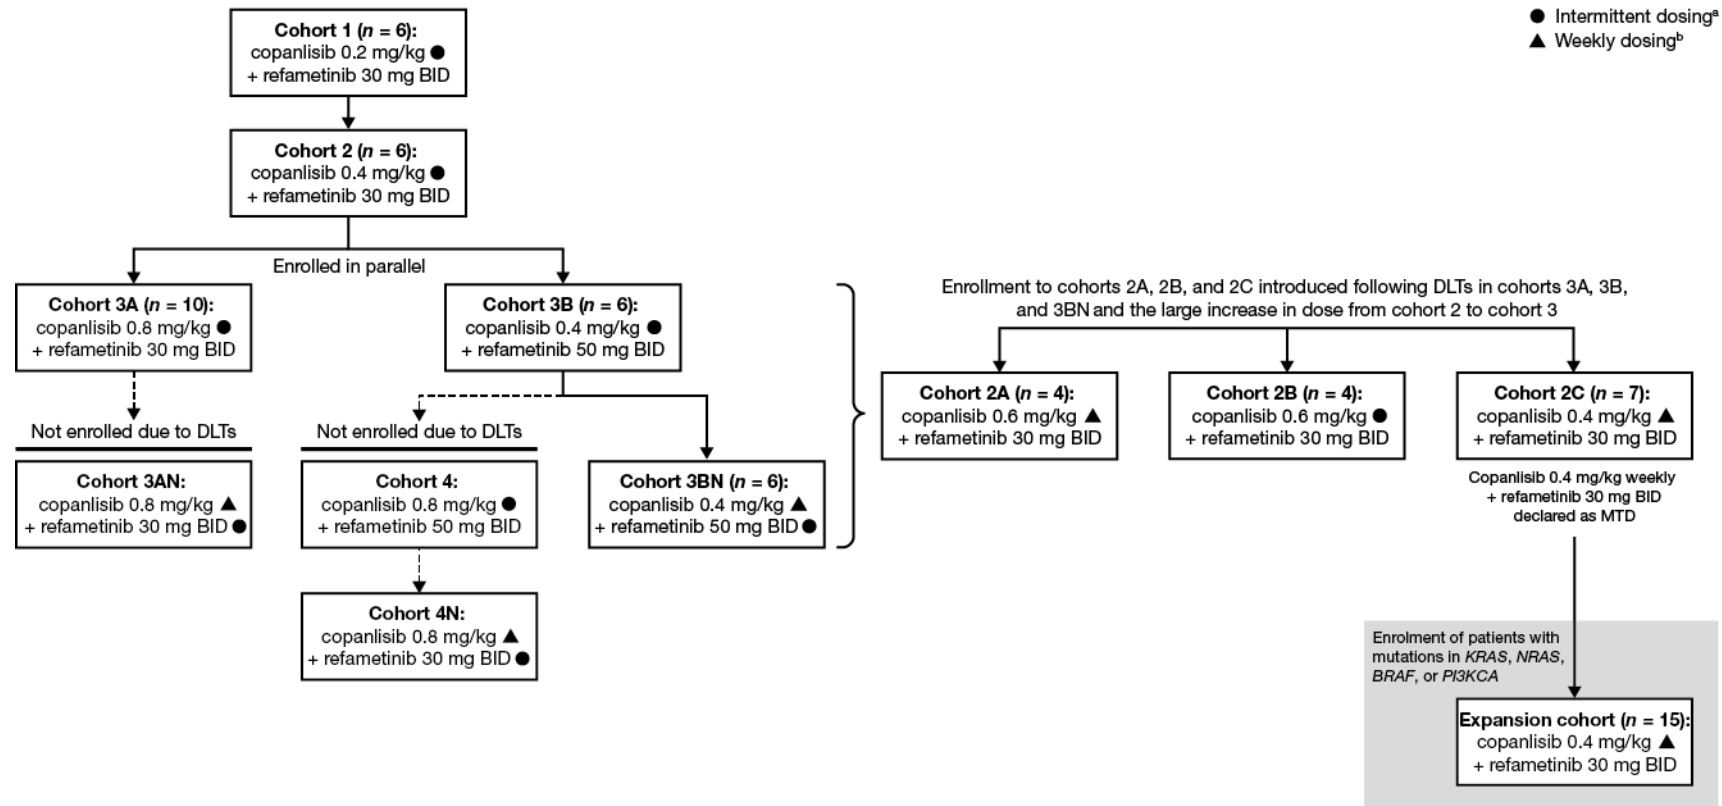 Cohort 1 (n = 6):
copanlisib 0.2 mg/kg ●
+ refametinib 30 mg BID
● Intermittent dosingᵃ
▲ Weekly dosingᵇ
Cohort 2 (n = 6):
copanlisib 0.4 mg/kg ●
+ refametinib 30 mg BID
Enrolled in parallel
Cohort 3A (n = 10):
copanlisib 0.8 mg/kg ●
+ refametinib 30 mg BID
Cohort 3B (n = 6):
copanlisib 0.4 mg/kg ●
+ refametinib 50 mg BID
Not enrolled due to DLTs
Cohort 3AN:
copanlisib 0.8 mg/kg ▲
+ refametinib 30 mg BID ●
Not enrolled due to DLTs
Cohort 4:
copanlisib 0.8 mg/kg ●
+ refametinib 50 mg BID
Cohort 3BN (n = 6):
copanlisib 0.4 mg/kg ▲
+ refametinib 50 mg BID ●
Cohort 4N:
copanlisib 0.8 mg/kg ▲
+ refametinib 30 mg BID ●
Enrollment to cohorts 2A, 2B, and 2C introduced following DLTs in cohorts 3A, 3B,
and 3BN and the large increase in dose from cohort 2 to cohort 3
Cohort 2A (n = 4):
copanlisib 0.6 mg/kg ▲
+ refametinib 30 mg BID
Cohort 2B (n = 4):
copanlisib 0.6 mg/kg ●
+ refametinib 30 mg BID
Cohort 2C (n = 7):
copanlisib 0.4 mg/kg ▲
+ refametinib 30 mg BID
Copanlisib 0.4 mg/kg weekly
+ refametinib 30 mg BID
declared as MTD
Enrolment of patients with
mutations in KRAS, NRAS,
BRAF, or PI3KCA
Expansion cohort (n = 15):
copanlisib 0.4 mg/kg ▲
+ refametinib 30 mg BID